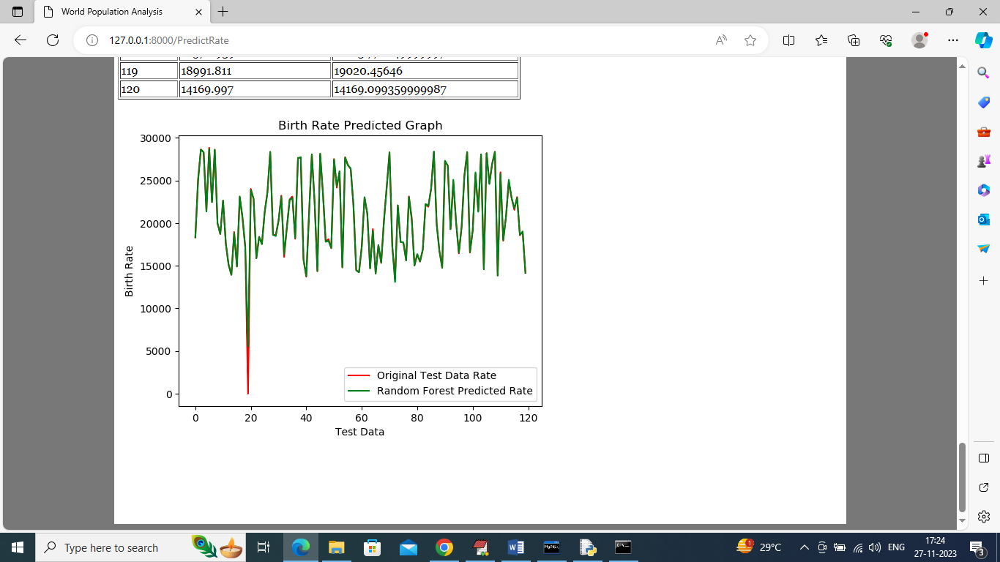 World Population Analysis
127.0.0.1:8000/PredictRate
119 18991.811 19020.45646
120 14169.997 14169.099359999987
Birth Rate Predicted Graph
30000
25000
20000
15000
10000
5000
0
Birth Rate
Original Test Data Rate
Random Forest Predicted Rate
0 20 40 60 80 100 120
Test Data
Type here to search
1
29°C
ENG
17:24
27-11-2023
3